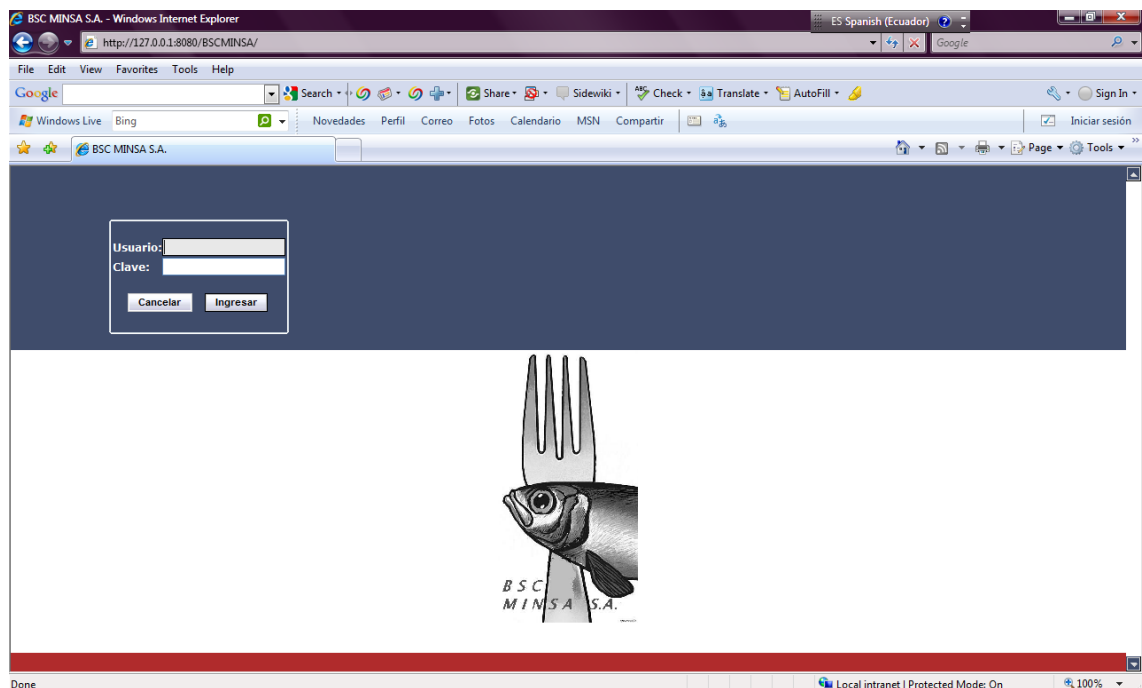 BSC MINSA S.A. - Windows Internet Explorer
ES Spanish (Ecuador)
http://127.0.0.1:8080/BSCMINSA/
Google
File Edit View Favorites Tools Help
Google Search Share Sidewiki Check Translate AutoFill Sign In
Windows Live Bing Novedades Perfil Correo Fotos Calendario MSN Compartir Iniciar sesión
BSC MINSA S.A. Page Tools
Usuario:
Clave:
Cancelar Ingresar
BSC
MINSA S.A.
Done Local intranet | Protected Mode: On 100%